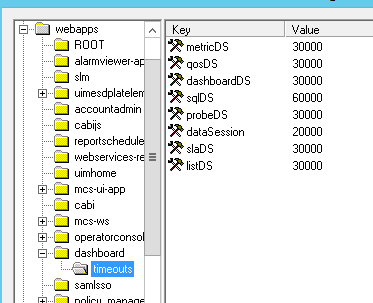 webapps
ROOT
alarmviewer-ap
slm
uimesdplatelem
accountadmin
cabijs
reportschedule
webservices-re
uimhome
mcs-ui-app
cabi
mcs-ws
operatorconsol
dashboard
timeouts
samlsso
policy_manage
Key Value
metricDS 30000
qosDS 30000
dashboardDS 30000
sqlDS 60000
probeDS 30000
dataSession 20000
slaDS 30000
listDS 30000